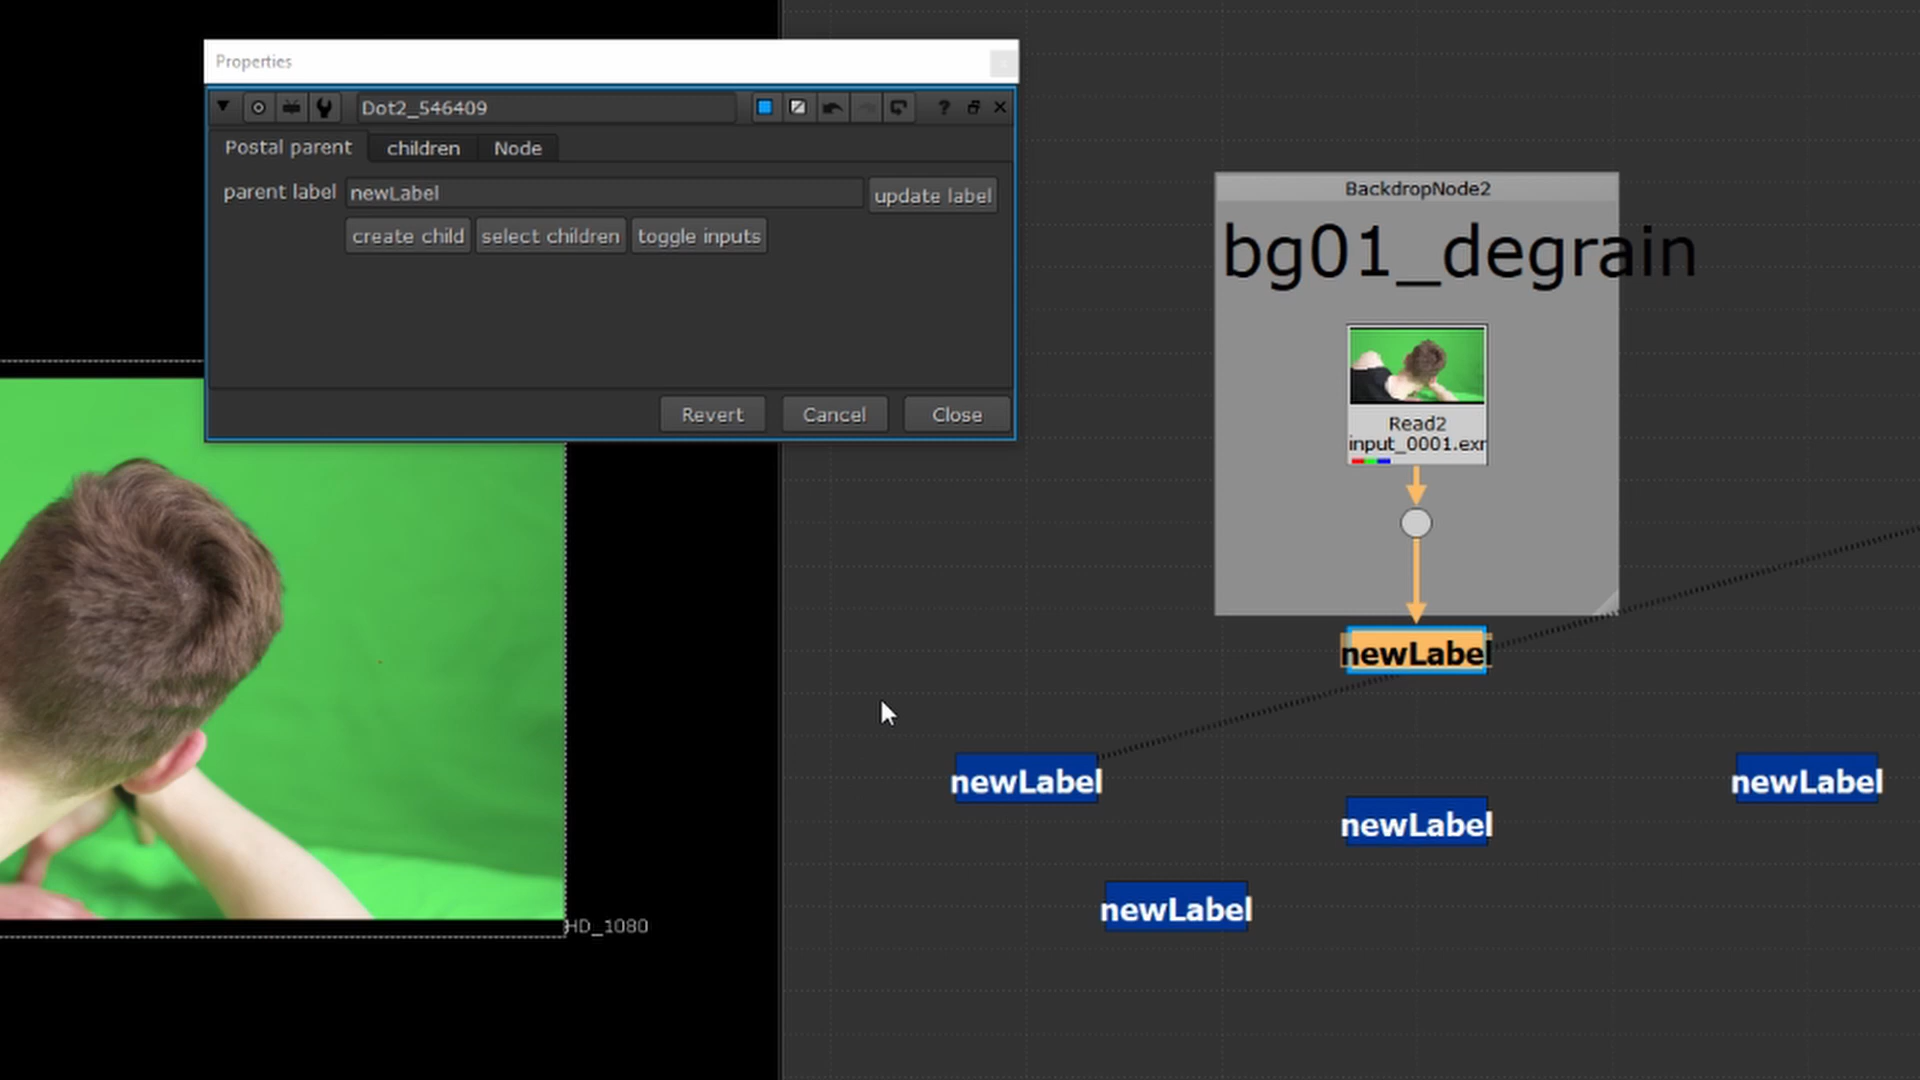 Properties
Dot2_546409
?
Postal parent
children
Node
parent label
newLabel
update label
create child
select children
toggle inputs
Revert
Cancel
Close
HD_1080
BackdropNode2
bg01_degrain
Read2
input_0001.exr
newLabel
newLabel
newLabel
newLabel
newLabel